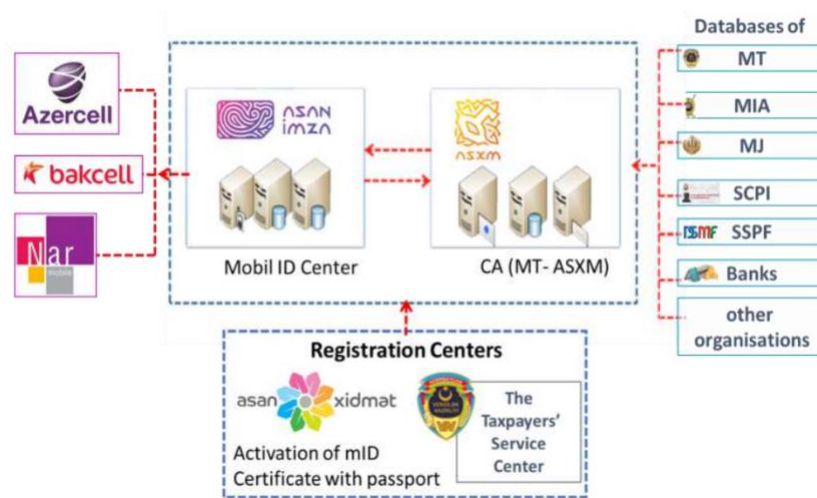 Databases of
MT
MIA
MJ
SCPI
SSPF
Banks
other
organisations
Azercell
bakcell
Nar
Mobile
ASAN
imza
Mobil ID Center
ASXM
CA (MT- ASXM)
Registration Centers
asan xidmat
Activation of mID
Certificate with passport
The
Taxpayers'
Service
Center